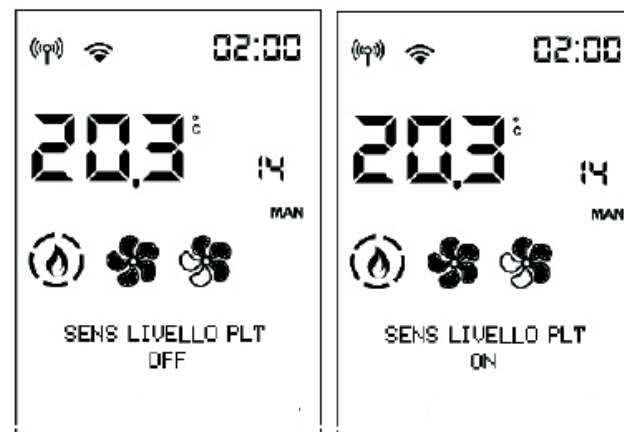 02:00
20.3 °C
14
MAN
SENS LIVELLO PLT
OFF
02:00
20.3 °C
14
MAN
SENS LIVELLO PLT
ON